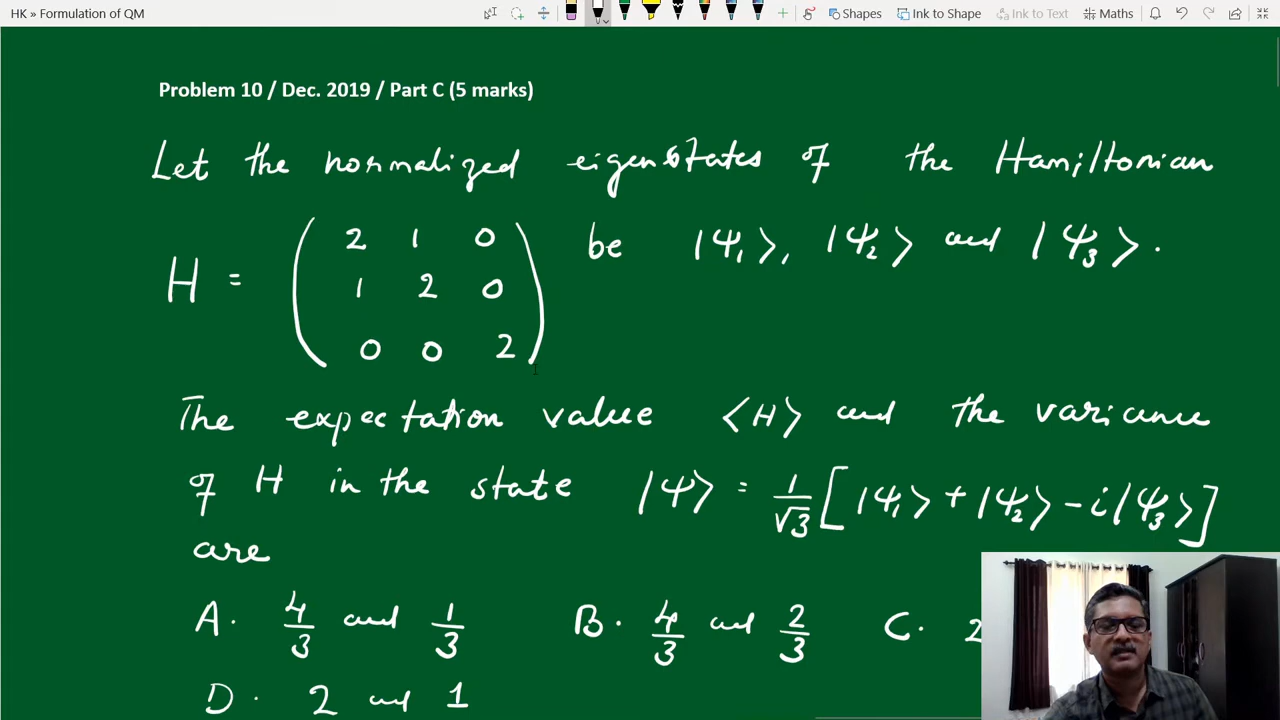 HK » Formulation of QM
Shapes Ink to Shape Ink to Text Maths
Problem 10 / Dec. 2019 / Part C (5 marks)
Let the normalized eigenstates of the Hamiltonian
H = ( 2 1 0
1 2 0
0 0 2 ) be |Ψ₁⟩, |Ψ₂⟩ and |Ψ₃⟩.
The expectation value ⟨H⟩ and the variance
of H in the state |Ψ⟩ = 1/√3 [|Ψ₁⟩ + |Ψ₂⟩ - i|Ψ₃⟩]
are
A. 4/3 and 1/3 B. 4/3 and 2/3 C. 2
D. 2 and 1